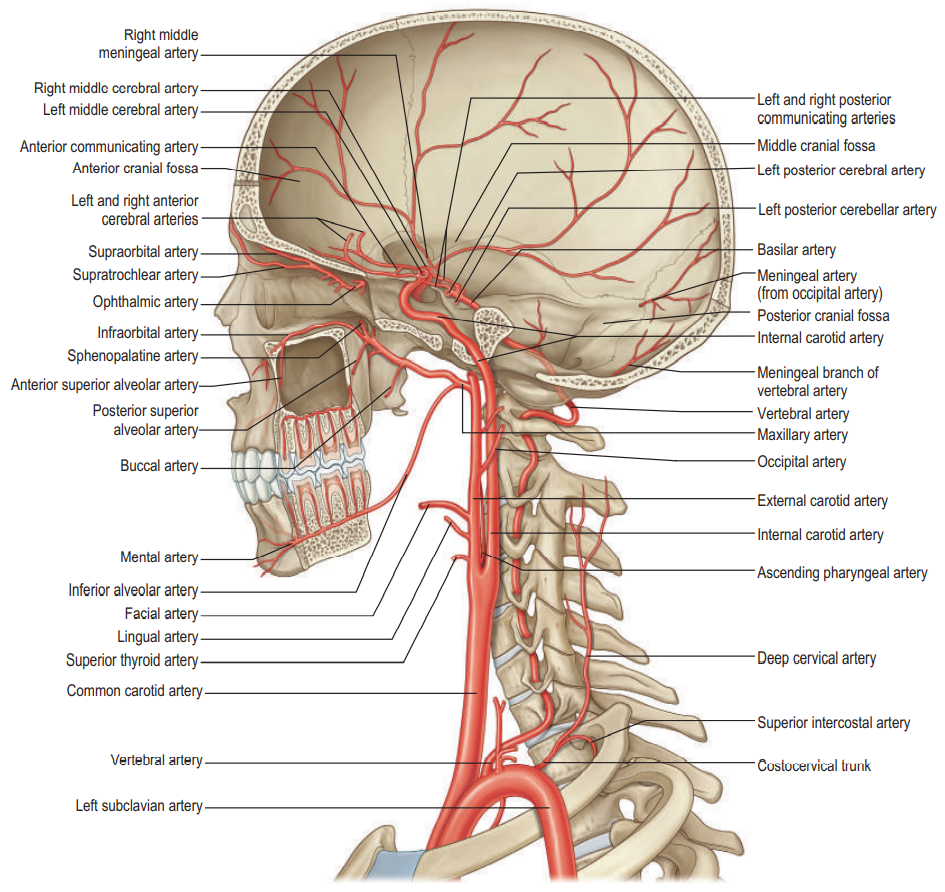 Right middle
meningeal artery
Right middle cerebral artery
Left middle cerebral artery
Anterior communicating artery
Anterior cranial fossa
Left and right anterior
cerebral arteries
Supraorbital artery
Supratrochlear artery
Ophthalmic artery
Infraorbital artery
Sphenopalatine artery
Anterior superior alveolar artery
Posterior superior
alveolar artery
Buccal artery
Mental artery
Inferior alveolar artery
Facial artery
Lingual artery
Superior thyroid artery
Common carotid artery
Vertebral artery
Left subclavian artery
Left and right posterior
communicating arteries
Middle cranial fossa
Left posterior cerebral artery
Left posterior cerebellar artery
Basilar artery
Meningeal artery
(from occipital artery)
Posterior cranial fossa
Internal carotid artery
Meningeal branch of
vertebral artery
Vertebral artery
Maxillary artery
Occipital artery
External carotid artery
Internal carotid artery
Ascending pharyngeal artery
Deep cervical artery
Superior intercostal artery
Costocervical trunk